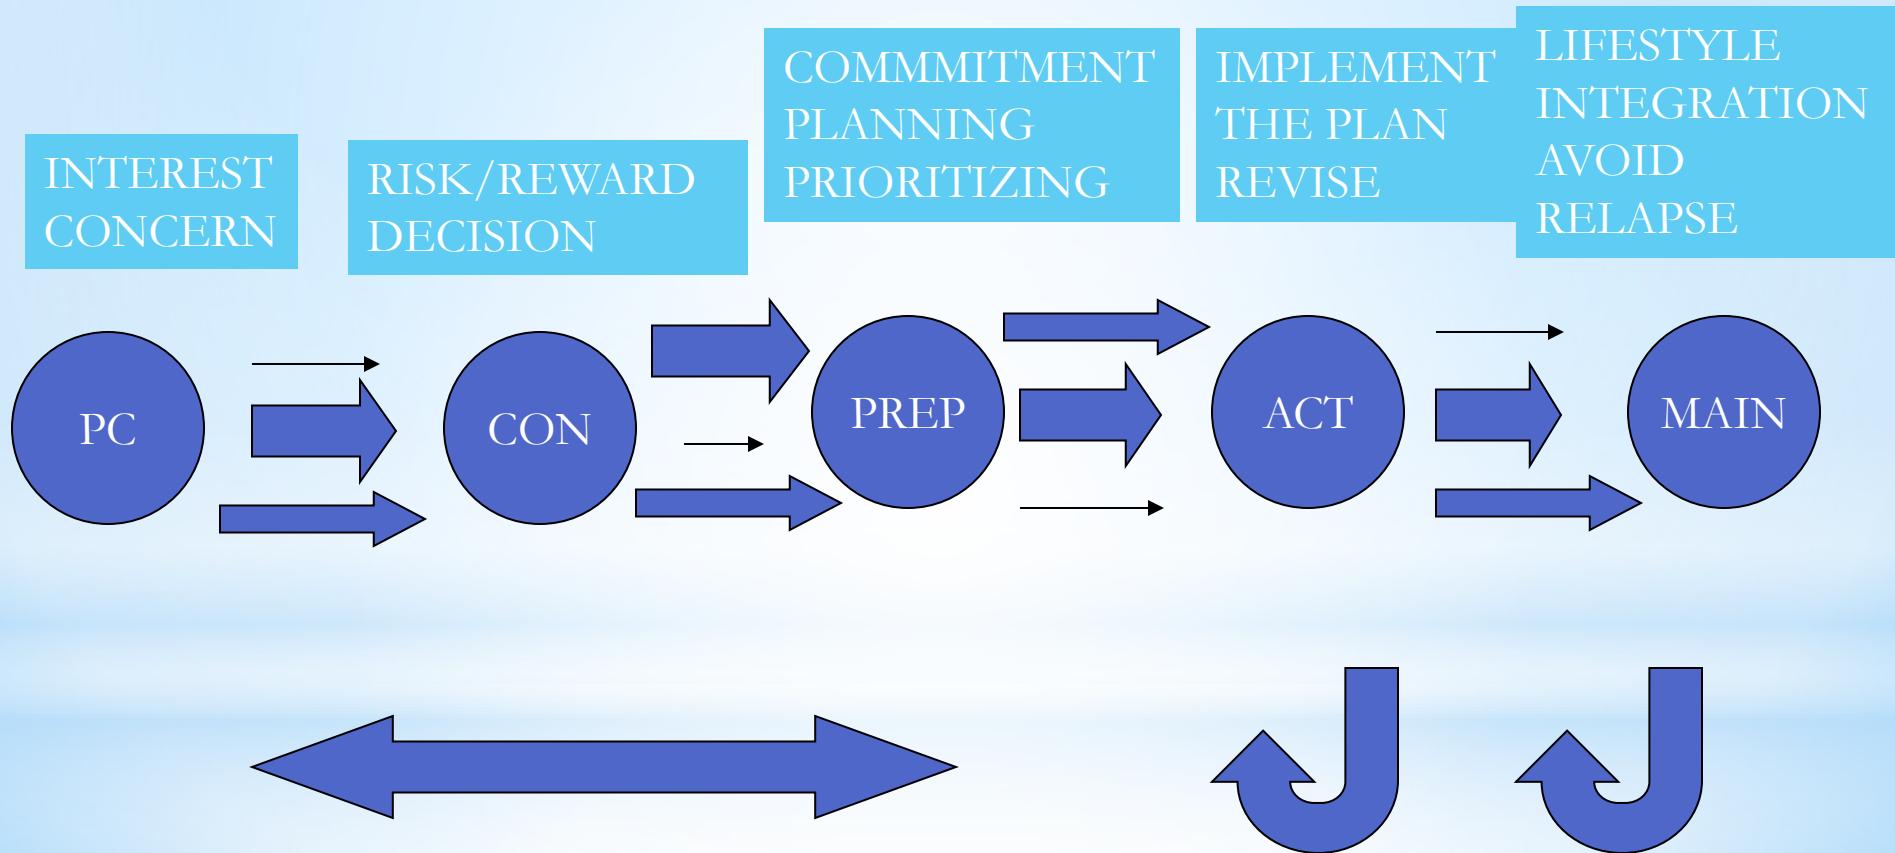 INTEREST
CONCERN
RISK/REWARD
DECISION
COMMMITMENT
PLANNING
PRIORITIZING
IMPLEMENT
THE PLAN
REVISE
LIFESTYLE
INTEGRATION
AVOID
RELAPSE
PC
CON
PREP
ACT
MAIN